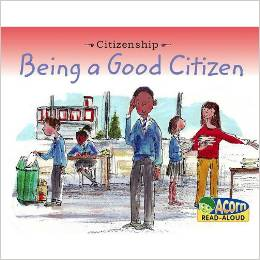 Citizenship
Being a Good Citizen
Acorn
READ-ALOUD